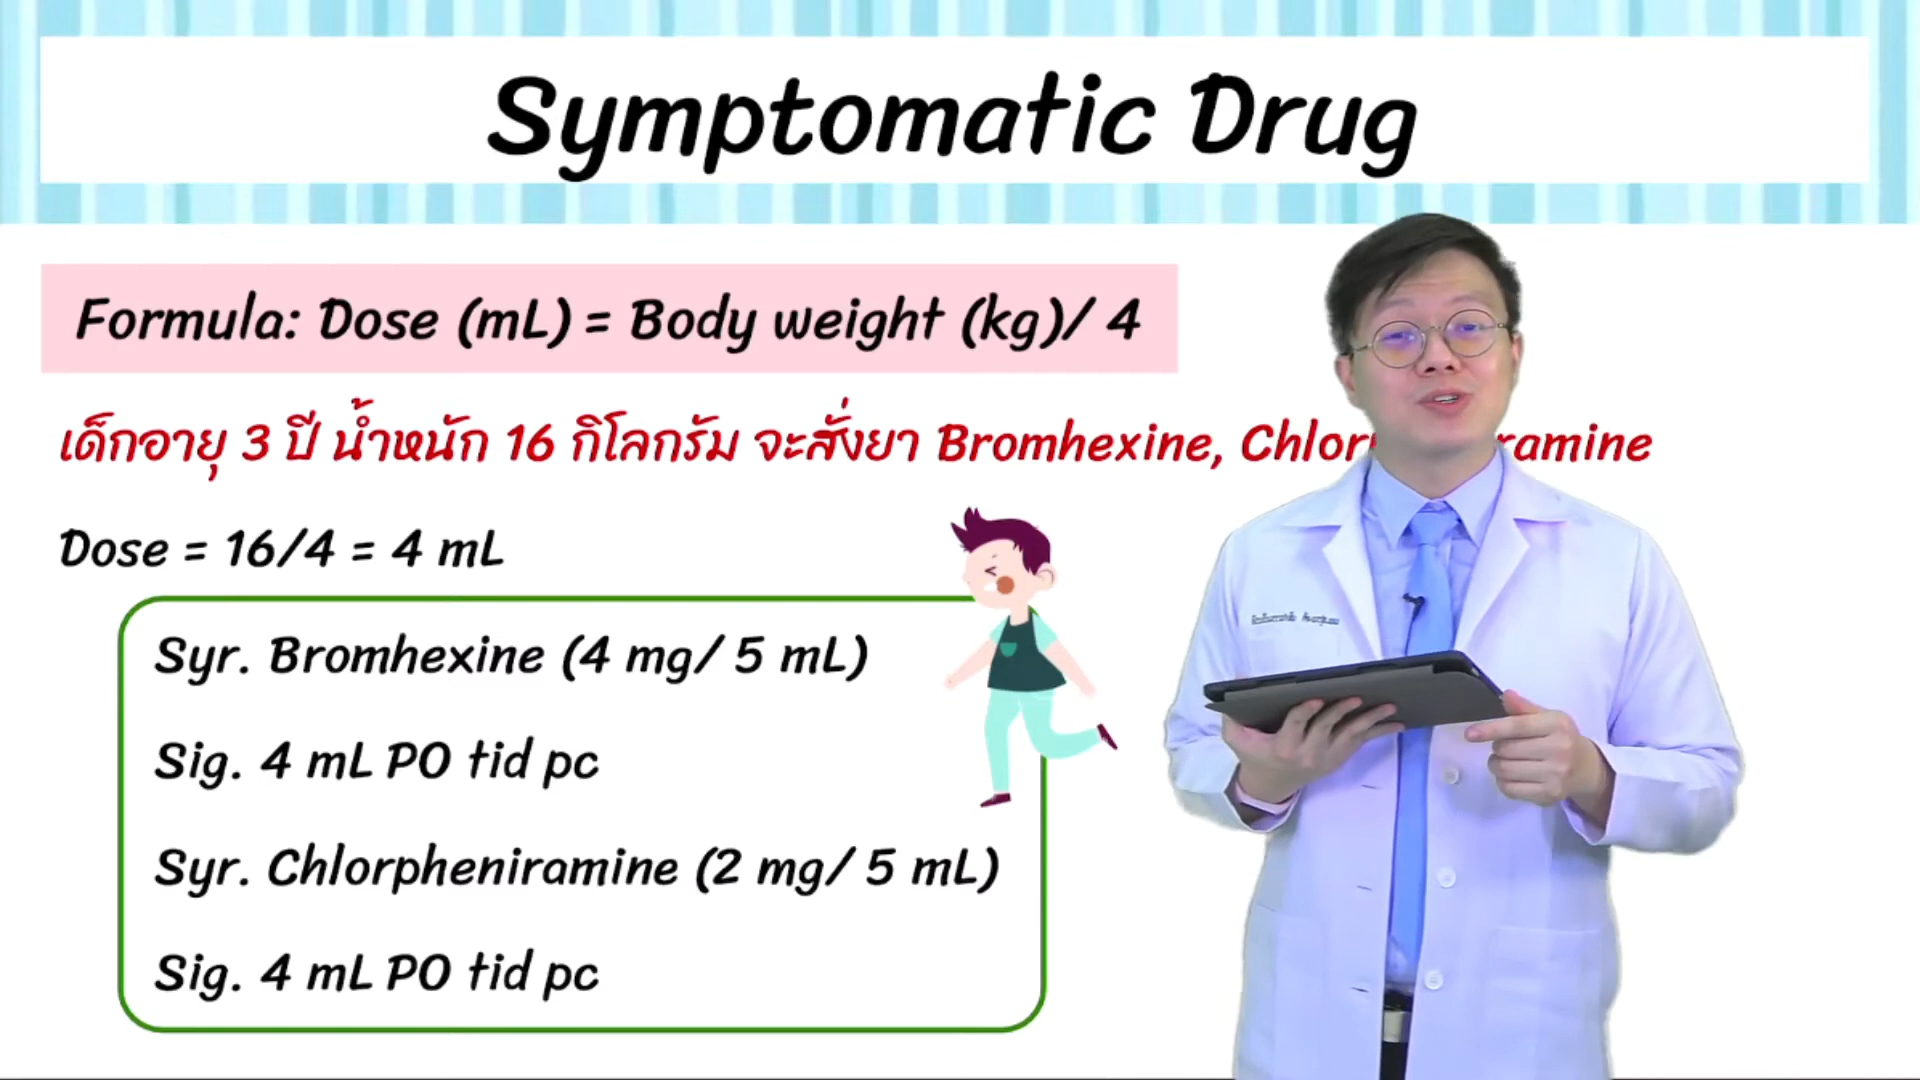 Symptomatic Drug
Formula: Dose (mL) = Body weight (kg)/ 4
เด็กอายุ 3 ปี น้ำหนัก 16 กิโลกรัม จะสั่งยา Bromhexine,
Dose = 16/4 = 4 mL
Syr. Bromhexine (4 mg/ 5 mL)
Sig. 4 mL PO tid pc
Syr. Chlorpheniramine (2 mg/ 5 mL)
Sig. 4 mL PO tid pc